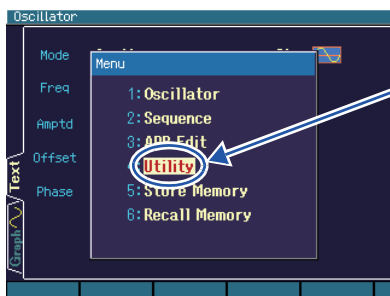 Oscillator
Mode
Menu
Freq
1:Oscillator
Amptd
2:Sequence
3:ARB Edit
Offset
Utility
Phase
5:Store Memory
6:Recall Memory
Text
Graph